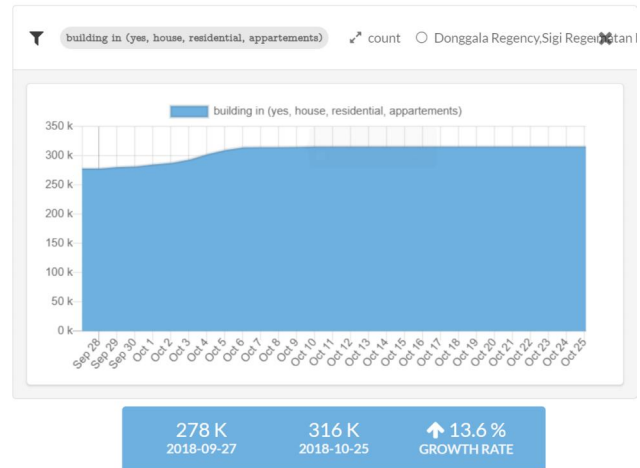 building in (yes, house, residential, appartements) count Donggala Regency,Sigi
building in (yes, house, residential, appartements)
350 k
300 k
250 k
200 k
150 k
100 k
50 k
0 k
Sep 28 Sep 29 Sep 30 Oct 1 Oct 2 Oct 3 Oct 4 Oct 5 Oct 6 Oct 7 Oct 8 Oct 9 Oct 10 Oct 11 Oct 12 Oct 13 Oct 14 Oct 15 Oct 16 Oct 17 Oct 18 Oct 19 Oct 20 Oct 21 Oct 22 Oct 23 Oct 24 Oct 25
278 K 316 K 13.6 %
2018-09-27 2018-10-25 GROWTH RATE